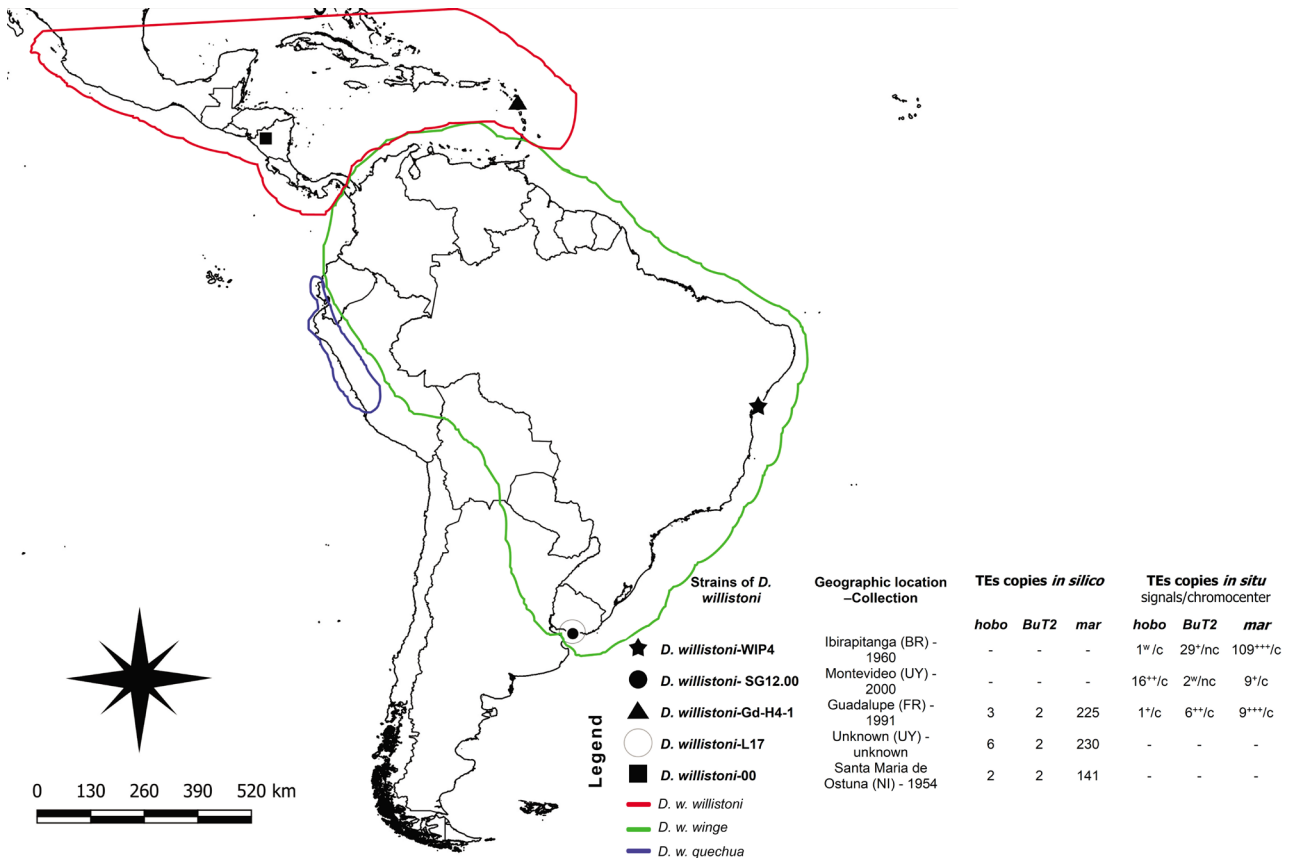 Strains of D. willistoni
Geographic location –Collection
TEs copies in silico
TEs copies in situ
signals/chromocenter
hobo BuT2 mar hobo BuT2 mar
D. willistoni-WIP4 Ibirapitanga (BR) - 1960 - - - 1ʷ/c 29⁺/nc 109⁺⁺⁺/c
D. willistoni- SG12.00 Montevideo (UY) - 2000 - - - 16⁺⁺/c 2ʷ/nc 9⁺/c
D. willistoni-Gd-H4-1 Guadalupe (FR) - 1991 3 2 225 1⁺/c 6⁺⁺/c 9⁺⁺⁺/c
D. willistoni-L17 Unknown (UY) - unknown 6 2 230 - - -
D. willistoni-00 Santa Maria de Ostuna (NI) - 1954 2 2 141 - - -
D. w. willistoni
D. w. winge
D. w. quechua
Legend
0 130 260 390 520 km